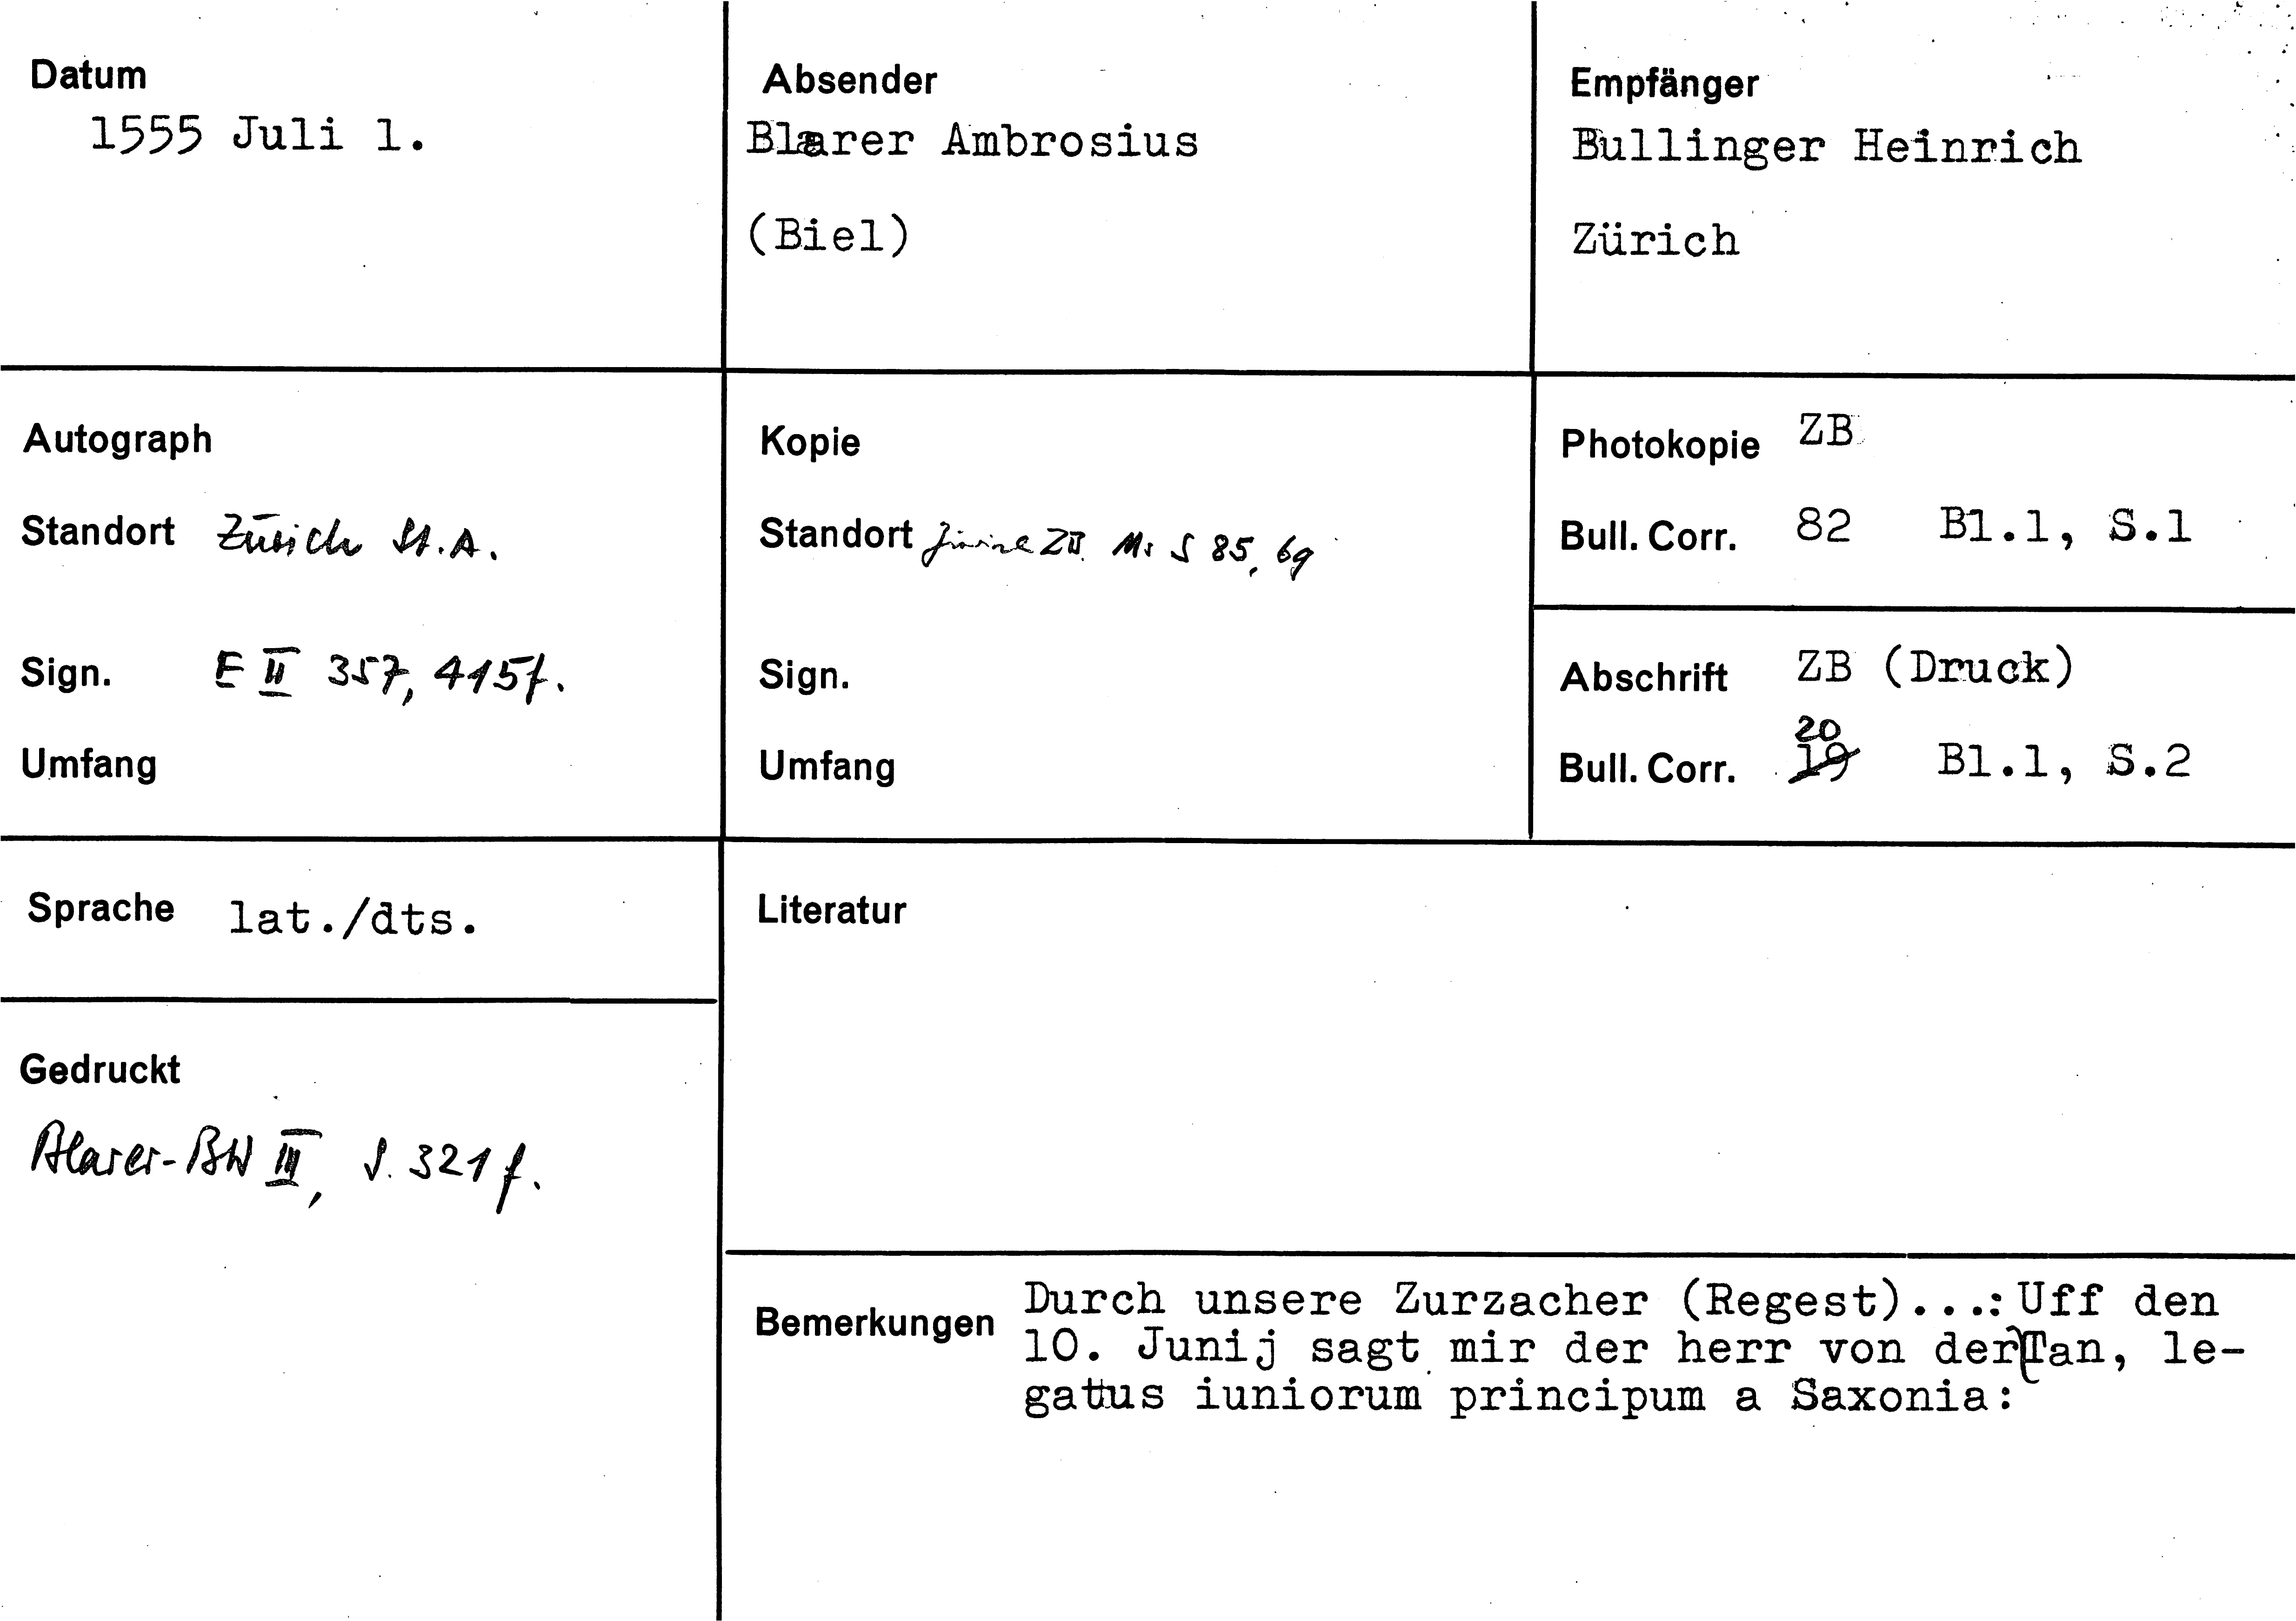 Datum
1555 Juli 1.
Absender
Blarer Ambrosius
(Biel)
Empfänger
Bullinger Heinrich
Zürich
Autograph
Standort Zürich St.A.
Sign. E II 357, 415f.
Umfang
Kopie
Standort Zürich ZB. Ms S 85, 69
Sign.
Umfang
Photokopie ZB
Bull. Corr. 82 Bl.1, S.1
Abschrift ZB (Druck)
20
Bull. Corr. 19 Bl.1, S.2
Sprache lat./dts.
Gedruckt
Blarer-BW III, S. 321 f.
Literatur
Bemerkungen Durch unsere Zurzacher (Regest)...: Uff den
10. Junij sagt mir der herr von der Tan, le-
gatus iuniorum principum a Saxonia: